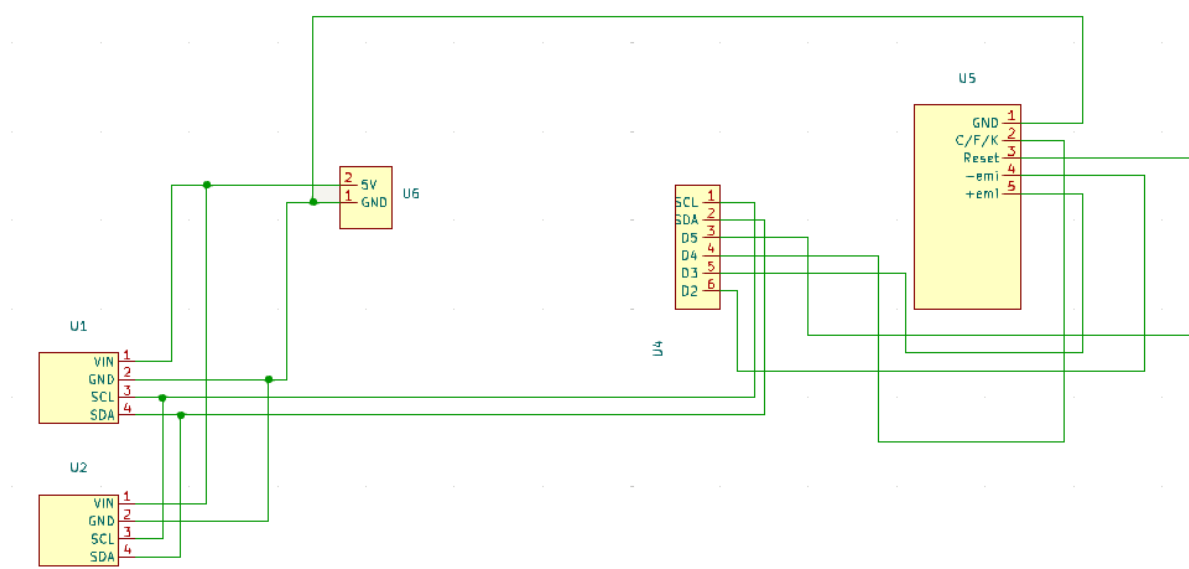 U5
GND 1
C/F/K 2
Reset 3
-emi 4
+emi 5
2 5V
1 GND
U6
SCL 1
SDA 2
D5 3
D4 4
D3 5
D2 6
U4
U1
VIN 1
GND 2
SCL 3
SDA 4
U2
VIN 1
GND 2
SCL 3
SDA 4